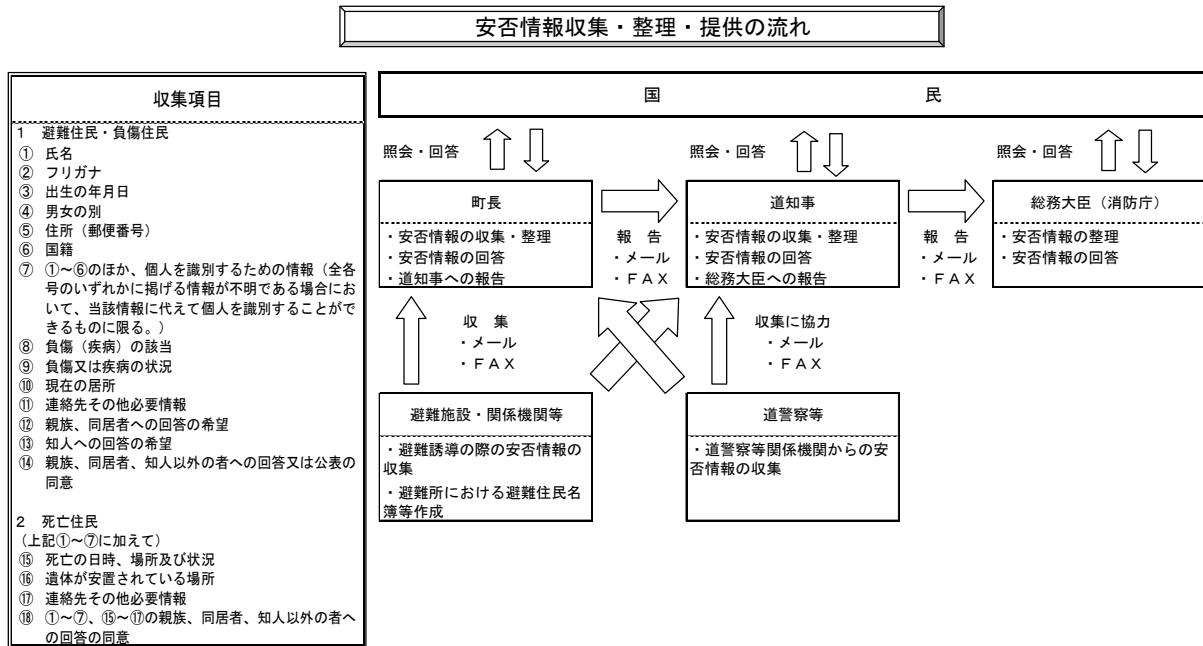 安否情報収集・整理・提供の流れ
収集項目
1 避難住民・負傷住民
① 氏名
② フリガナ
③ 出生の年月日
④ 男女の別
⑤ 住所（郵便番号）
⑥ 国籍
⑦ ①～⑥のほか、個人を識別するための情報（全各
号のいずれかに掲げる情報が不明である場合にお
いて、当該情報に代えて個人を識別することがで
きるものに限る。）
⑧ 負傷（疾病）の該当
⑨ 負傷又は疾病の状況
⑩ 現在の居所
⑪ 連絡先その他必要情報
⑫ 親族、同居者への回答の希望
⑬ 知人への回答の希望
⑭ 親族、同居者、知人以外の者への回答又は公表の
同意
2 死亡住民
（上記①～⑦に加えて）
⑮ 死亡の日時、場所及び状況
⑯ 遺体が安置されている場所
⑰ 連絡先その他必要情報
⑱ ①～⑦、⑮～⑰の親族、同居者、知人以外の者へ
の回答の同意
国 民
照会・回答
照会・回答
照会・回答
町長
・安否情報の収集・整理
・安否情報の回答
・道知事への報告
報 告
・メール
・ＦＡＸ
道知事
・安否情報の収集・整理
・安否情報の回答
・総務大臣への報告
報 告
・メール
・ＦＡＸ
総務大臣（消防庁）
・安否情報の整理
・安否情報の回答
収 集
・メール
・ＦＡＸ
収集に協力
・メール
・ＦＡＸ
避難施設・関係機関等
・避難誘導の際の安否情報の
収集
・避難所における避難住民名
簿等作成
道警察等
・道警察等関係機関からの安
否情報の収集